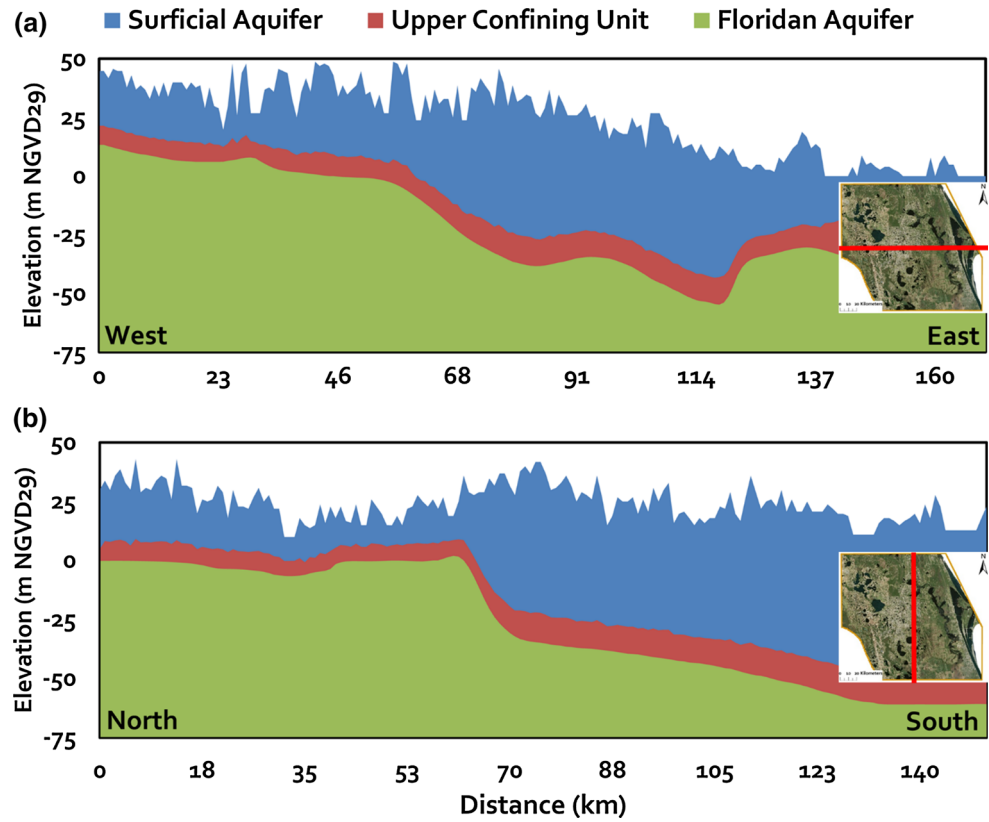 (a) Surficial Aquifer Upper Confining Unit Floridan Aquifer
Elevation (m NGVD29)
50
25
0
-25
-50
-75
West East
N
0 23 46 68 91 114 137 160
(b)
Elevation (m NGVD29)
50
25
0
-25
-50
-75
North South
N
0 18 35 53 70 88 105 123 140
Distance (km)